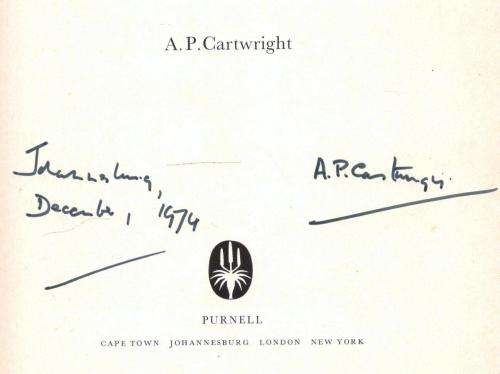 A.P.Cartwright
Johannesburg,
December, 1974
A.P.Cartwright.
PURNELL
CAPE TOWN JOHANNESBURG LONDON NEW YORK